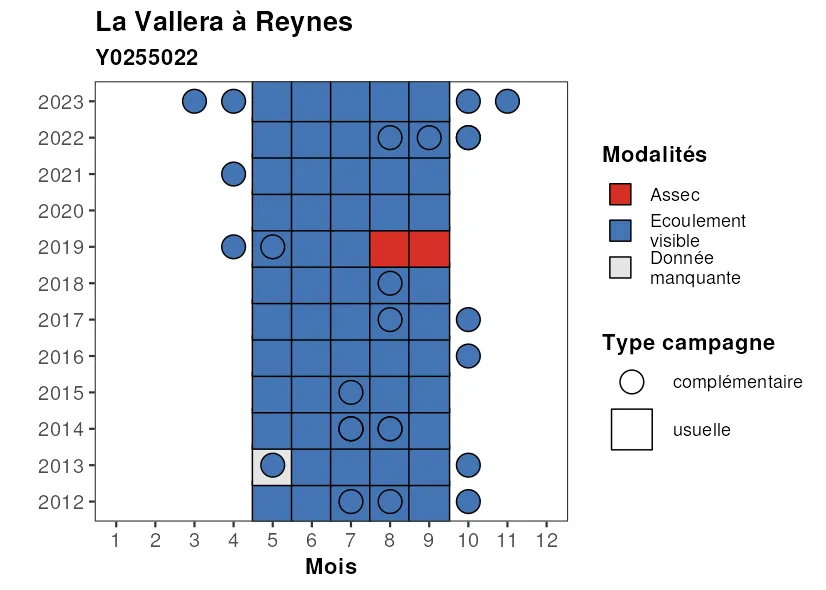 La Vallera à Reynes
Y0255022
2023
2022
2021
2020
2019
2018
2017
2016
2015
2014
2013
2012
1 2 3 4 5 6 7 8 9 10 11 12
Mois
Modalités
Assec
Ecoulement
visible
Donnée
manquante
Type campagne
complémentaire
usuelle